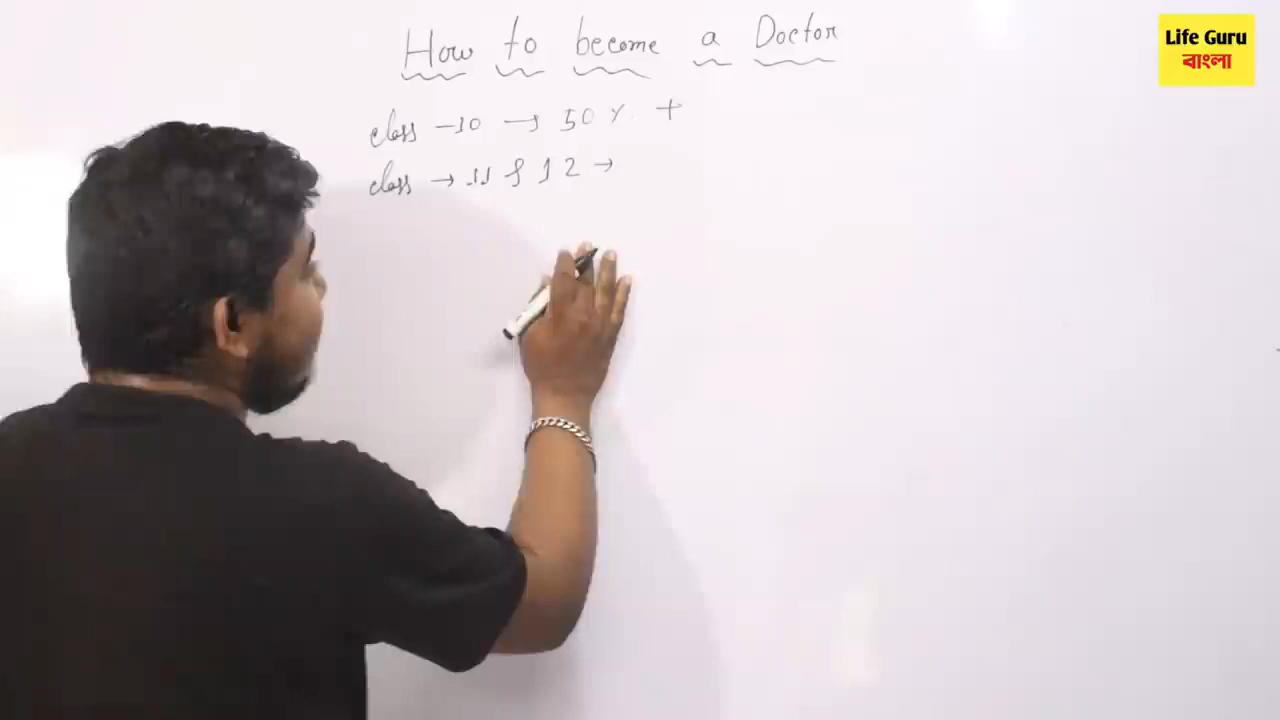 How to become a Doctor
class - 10 → 50 % +
class → 11 & 12 →
Life Guru
বাংলা